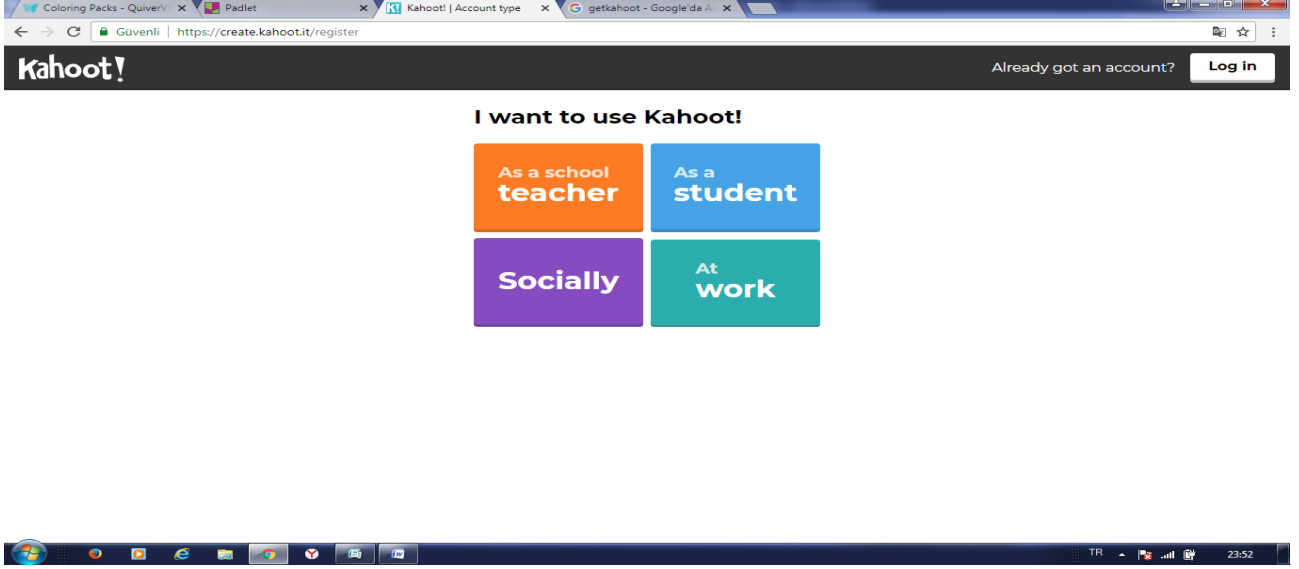 Coloring Packs - QuiverV
Padlet
Kahoot! | Account type
getkahoot - Google'da A
Güvenli | https://create.kahoot.it/register
Kahoot!
Already got an account?
Log in
I want to use Kahoot!
As a school
teacher
As a
student
Socially
At
work
TR
23:52